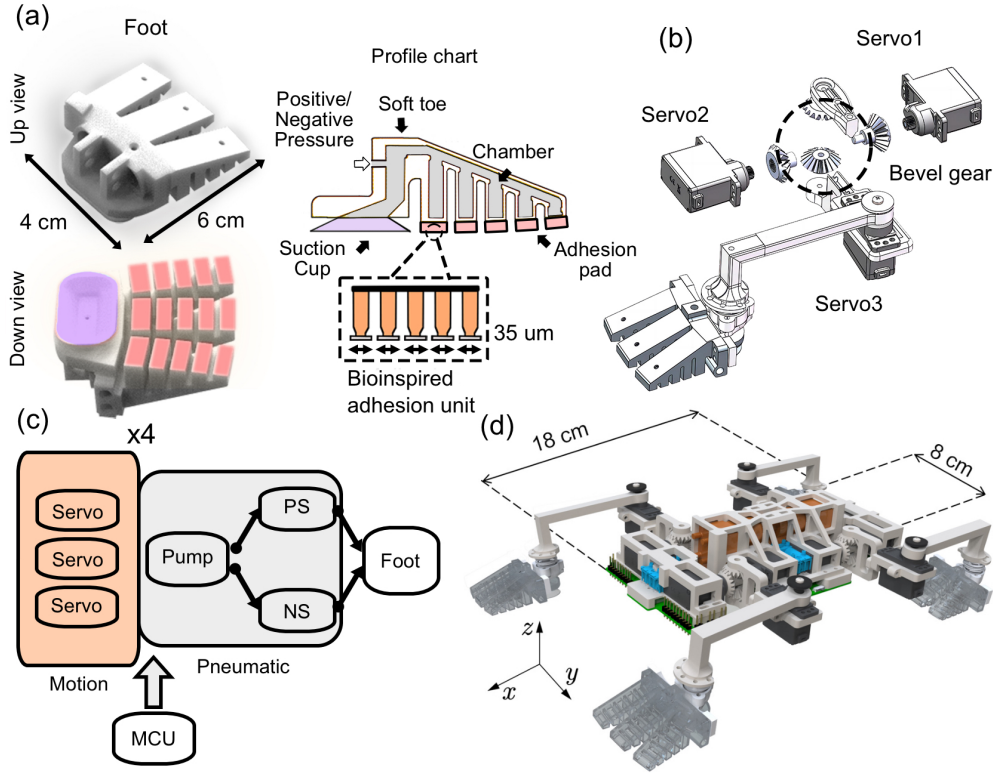 (a)
Foot
Up view
4 cm
6 cm
Down view
Profile chart
Positive/
Negative
Pressure
Soft toe
Chamber
Suction
Cup
Adhesion
pad
35 um
Bioinspired
adhesion unit
(b)
Servo1
Servo2
Bevel gear
Servo3
(c)
x4
Servo
Servo
Servo
Pump
PS
NS
Foot
Motion
Pneumatic
MCU
(d)
18 cm
8 cm
z
y
x